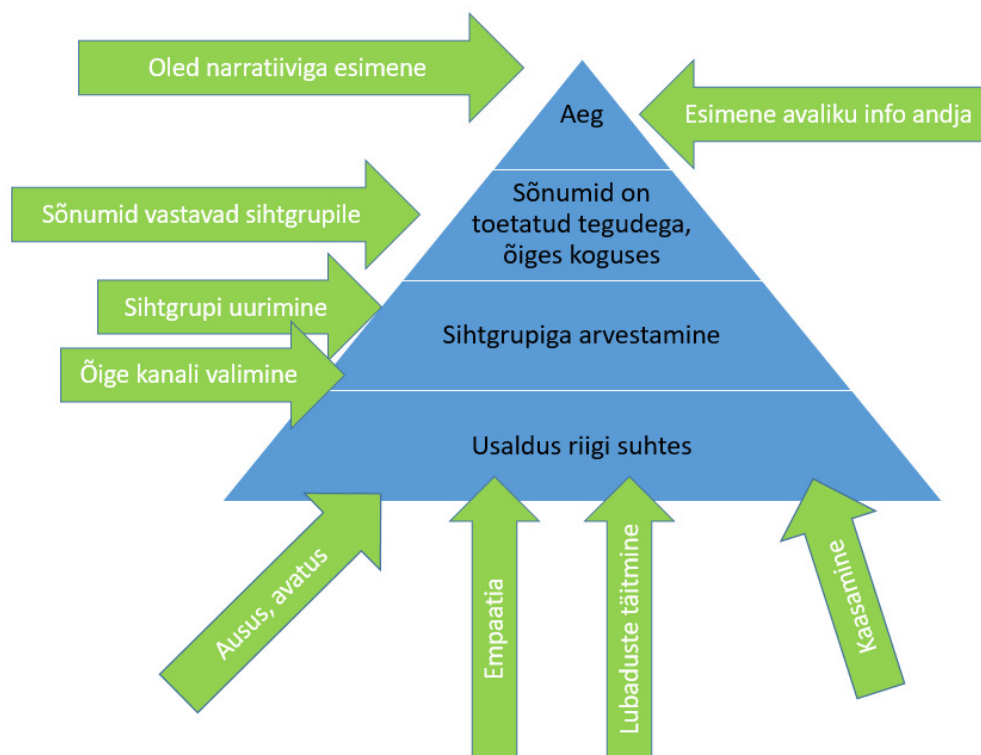 Oled narratiiviga esimene
Aeg
Esimene avaliku info andja
Sõnumid vastavad sihtgrupile
Sõnumid on
toetatud tegudega,
õiges koguses
Sihtgrupi uurimine
Sihtgrupiga arvestamine
Õige kanali valimine
Usaldus riigi suhtes
Ausus, avatus
Empaatia
Lubaduste täitmine
Kaasamine